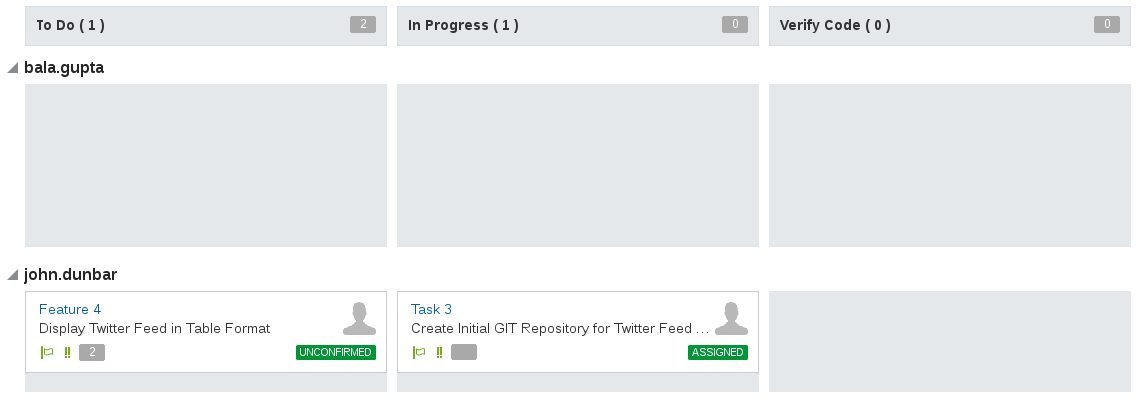 To Do ( 1 ) 2 In Progress ( 1 ) 0 Verify Code ( 0 ) 0
bala.gupta
john.dunbar
Feature 4
Display Twitter Feed in Table Format
2 UNCONFIRMED
Task 3
Create Initial GIT Repository for Twitter Feed ...
ASSIGNED